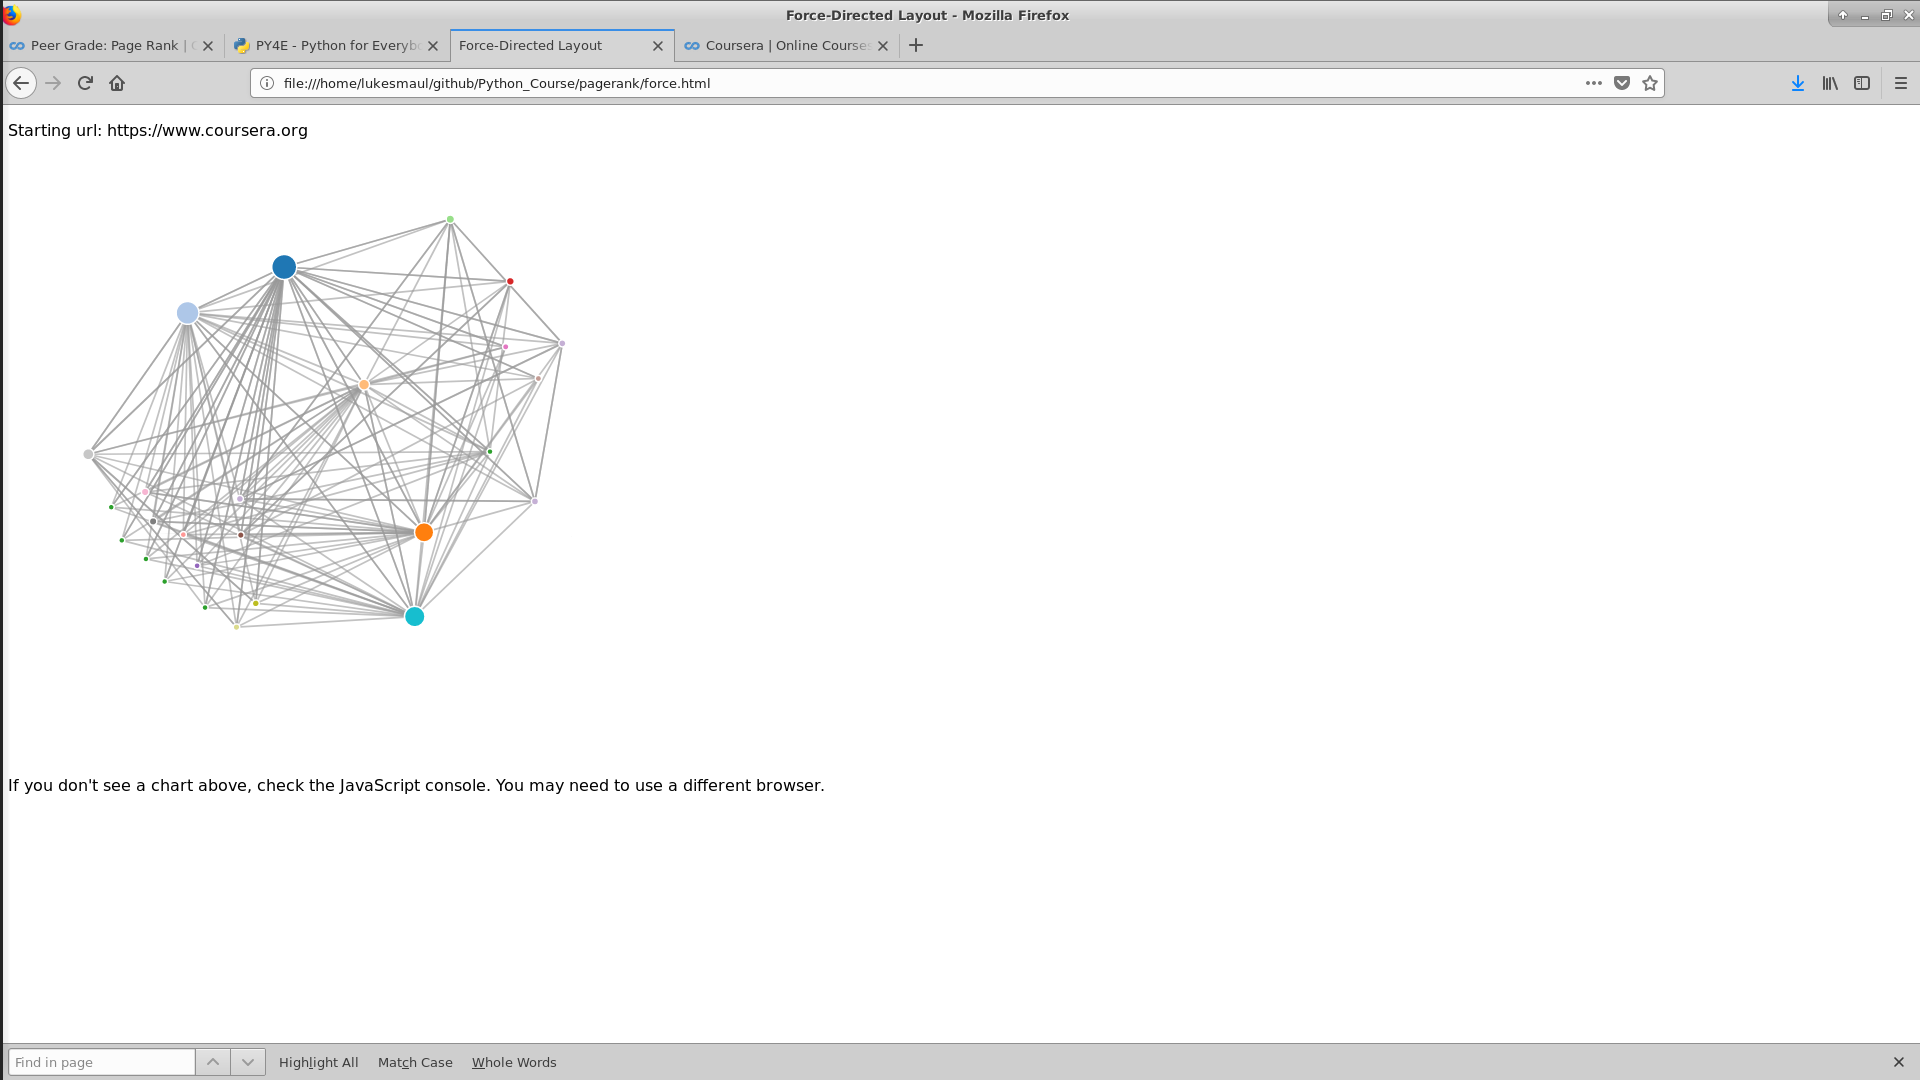 Force-Directed Layout - Mozilla Firefox
Peer Grade: Page Rank |
PY4E - Python for Everyb
Force-Directed Layout
Coursera | Online Courses
file:///home/lukesmaul/github/Python_Course/pagerank/force.html
Starting url: https://www.coursera.org
If you don't see a chart above, check the JavaScript console. You may need to use a different browser.
Find in page
Highlight All
Match Case
Whole Words